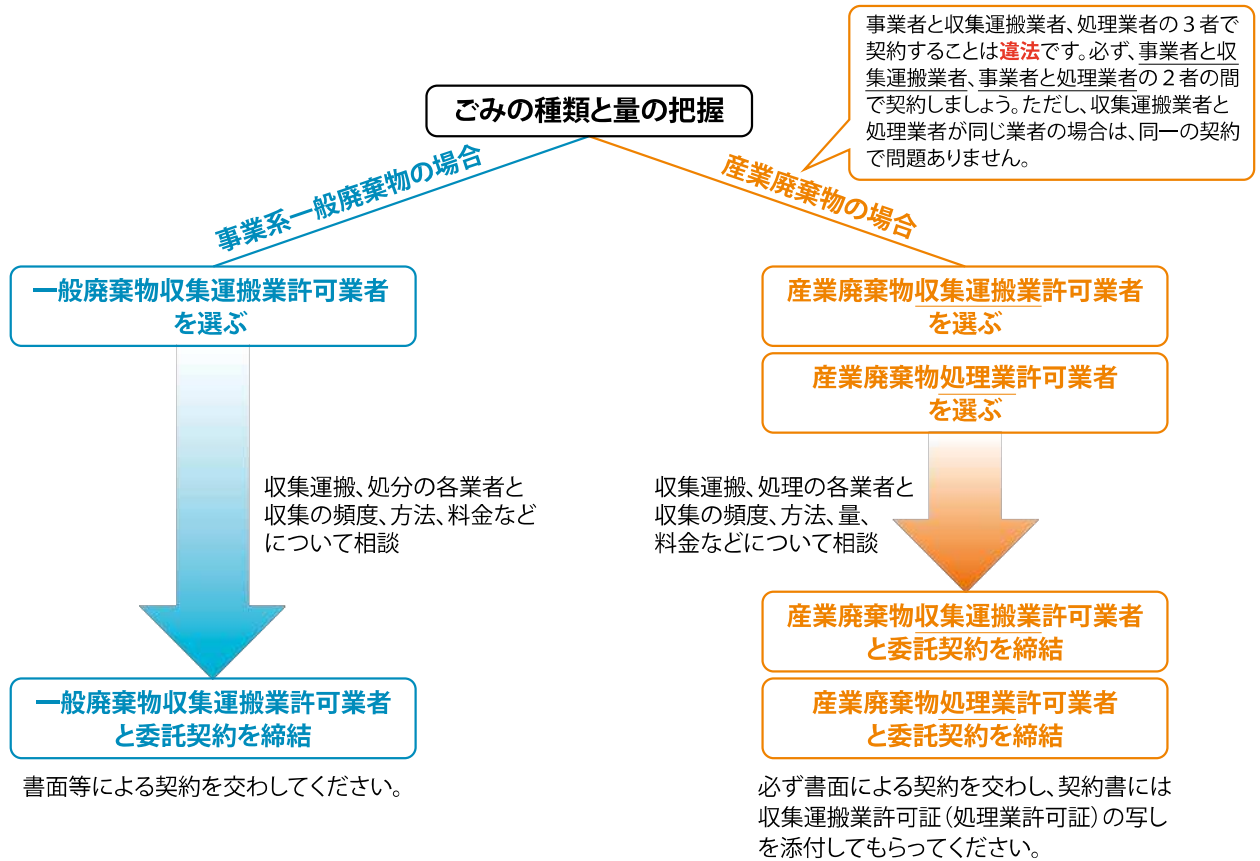 事業者と収集運搬業者、処理業者の３者で
契約することは違法です。必ず、事業者と収
集運搬業者、事業者と処理業者の２者の間
で契約しましょう。ただし、収集運搬業者と
処理業者が同じ業者の場合は、同一の契約
で問題ありません。
ごみの種類と量の把握
事業系一般廃棄物の場合
産業廃棄物の場合
一般廃棄物収集運搬業許可業者
を選ぶ
産業廃棄物収集運搬業許可業者
を選ぶ
産業廃棄物処理業許可業者
を選ぶ
収集運搬、処分の各業者と
収集の頻度、方法、料金など
について相談
収集運搬、処理の各業者と
収集の頻度、方法、量、
料金などについて相談
一般廃棄物収集運搬業許可業者
と委託契約を締結
書面等による契約を交わしてください。
産業廃棄物収集運搬業許可業者
と委託契約を締結
産業廃棄物処理業許可業者
と委託契約を締結
必ず書面による契約を交わし、契約書には
収集運搬業許可証（処理業許可証）の写し
を添付してもらってください。